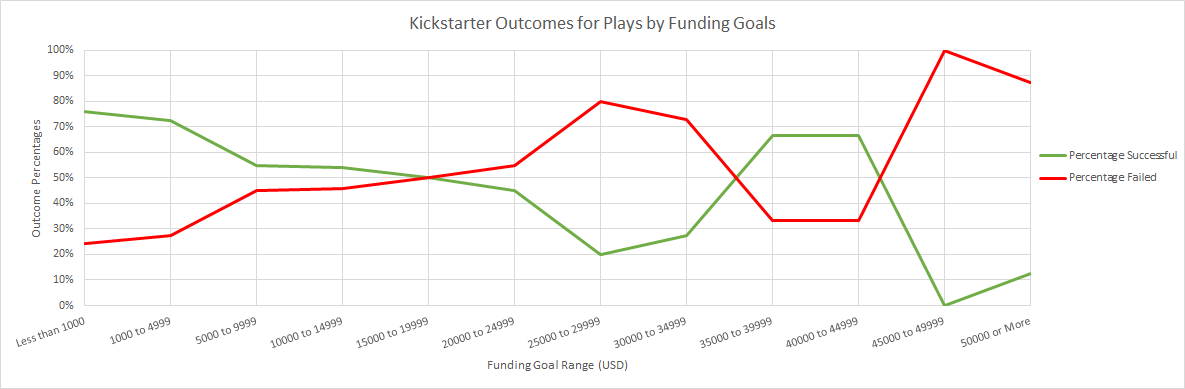 Kickstarter Outcomes for Plays by Funding Goals
100%
90%
80%
70%
60%
50%
40%
30%
20%
10%
0%
Outcome Percentages
Less than 1000
1000 to 4999
5000 to 9999
10000 to 14999
15000 to 19999
20000 to 24999
25000 to 29999
30000 to 34999
35000 to 39999
40000 to 44999
45000 to 49999
50000 or More
Funding Goal Range (USD)
Percentage Successful
Percentage Failed